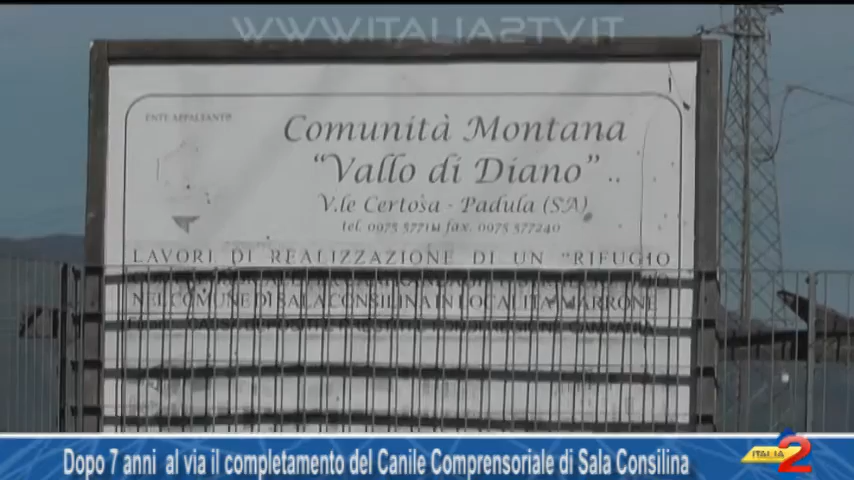 WWW.ITALIA2TV.IT
ENTE APPALTANTE
Comunità Montana
"Vallo di Diano"
V.le Certosa - Padula (SA)
tel. 0975 577111 fax. 0975 577240
LAVORI DI REALIZZAZIONE DI UN "RIFUGIO
NEL COMUNE DI SALA CONSILINA IN LOCALITA' MARRONE
Dopo 7 anni al via il completamento del Canile Comprensoriale di Sala Consilina
ITALIA 2